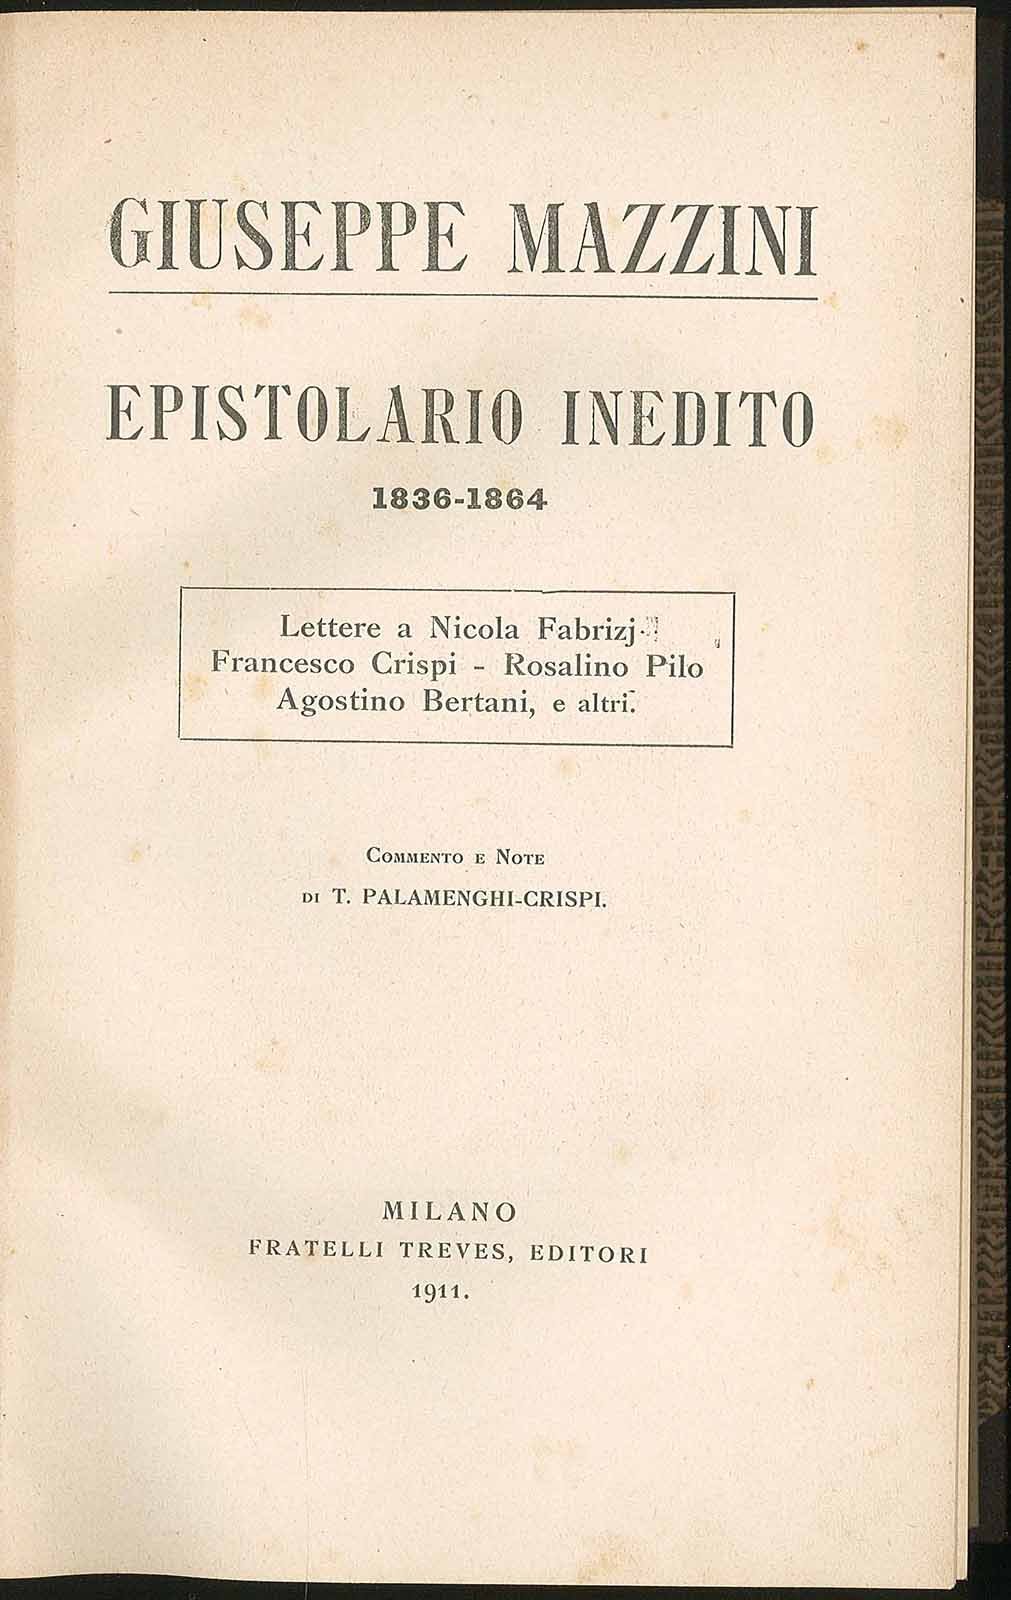 GIUSEPPE MAZZINI
EPISTOLARIO INEDITO
1836-1864
Lettere a Nicola Fabrizj
Francesco Crispi - Rosalino Pilo
Agostino Bertani, e altri.
COMMENTO E NOTE
DI T. PALAMENGHI-CRISPI.
MILANO
FRATELLI TREVES, EDITORI
1911.